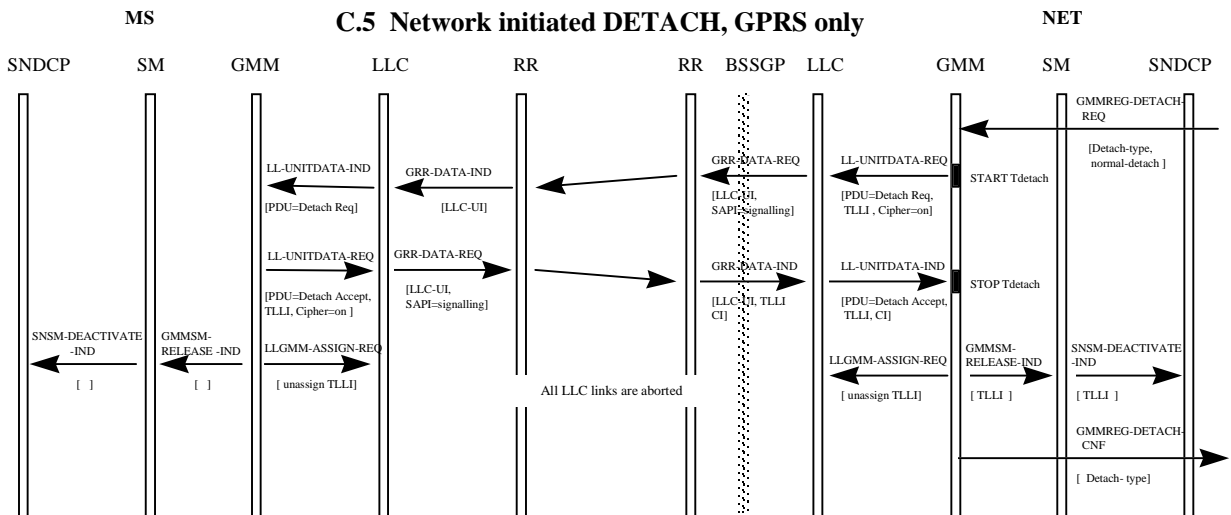 MS
C.5 Network initiated DETACH, GPRS only
NET
SNDCP SM GMM LLC RR RR BSSGP LLC GMM SM SNDCP
GMMREG-DETACH-
REQ
[Detach-type,
normal-detach ]
LL-UNITDATA-IND
[PDU=Detach Req]
GRR-DATA-IND
[LLC-UI]
GRR-DATA-REQ
[LLC-UI,
SAPI=signalling]
LL-UNITDATA-REQ
[PDU=Detach Req,
TLLI , Cipher=on]
START Tdetach
LL-UNITDATA-REQ
[PDU=Detach Accept,
TLLI, Cipher=on ]
GRR-DATA-REQ
[LLC-UI,
SAPI=signalling]
GRR-DATA-IND
[LLC-UI, TLLI
CI]
LL-UNITDATA-IND
[PDU=Detach Accept,
TLLI, CI]
STOP Tdetach
SNSM-DEACTIVATE
-IND
[ ]
GMMSM-
RELEASE -IND
[ ]
LLGMM-ASSIGN-REQ
[ unassign TLLI]
All LLC links are aborted
LLGMM-ASSIGN-REQ
[ unassign TLLI]
GMMSM-
RELEASE-IND
[ TLLI ]
SNSM-DEACTIVATE
-IND
[ TLLI ]
GMMREG-DETACH-
CNF
[ Detach- type]